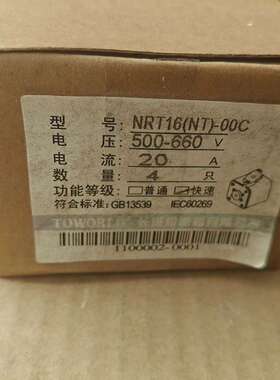 型 号: NRT16(NT)-00C
电 压: 500-660 V
电 流: 20 A
数 量: 4 只
功能等级: □普通 ☑快速
符合标准: GB13539 IEC60269
TOWORLD
1100002-0001